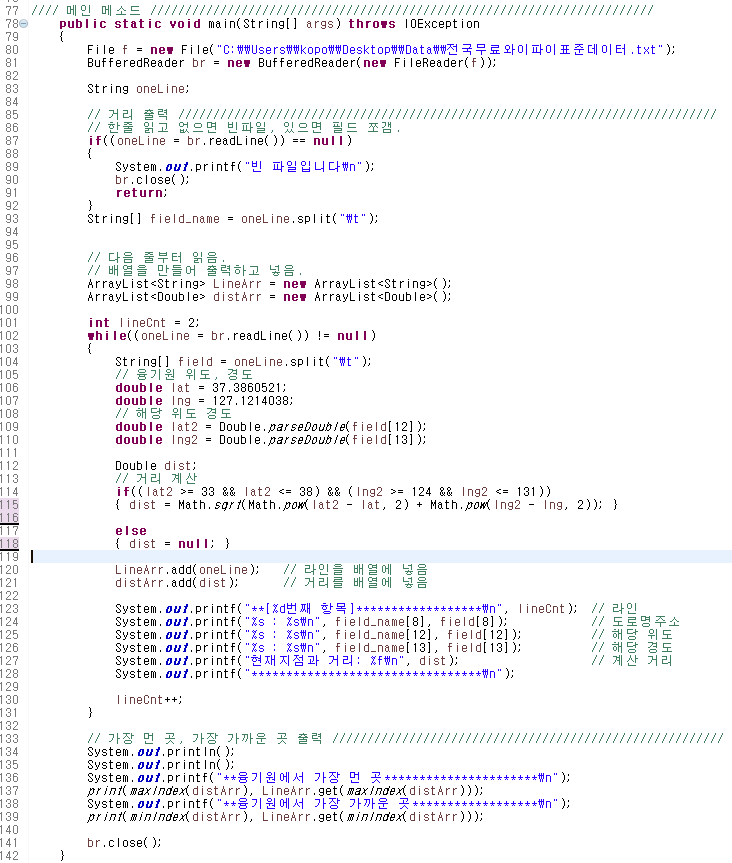 77 //// 메인 메소드 ////////////////////////////////////////////////////////////////////////
78 public static void main(String[] args) throws IOException
79 {
80 File f = new File("C:₩₩Users₩₩kopo₩₩Desktop₩₩Data₩₩전국무료와이파이표준데이터.txt");
81 BufferedReader br = new BufferedReader(new FileReader(f));
82
83 String oneLine;
84
85 // 거리 출력 /////////////////////////////////////////////////////////////////////////////
86 // 한줄 읽고 없으면 빈파일, 있으면 필드 쪼갬.
87 if((oneLine = br.readLine()) == null)
88 {
89 System.out.printf("빈 파일입니다₩n");
90 br.close();
91 return;
92 }
93 String[] field_name = oneLine.split("₩t");
94
95
96 // 다음 줄부터 읽음.
97 // 배열을 만들어 출력하고 넣음.
98 ArrayList<String> LineArr = new ArrayList<String>();
99 ArrayList<Double> distArr = new ArrayList<Double>();
100
101 int lineCnt = 2;
102 while((oneLine = br.readLine()) != null)
103 {
104 String[] field = oneLine.split("₩t");
105 // 융기원 위도, 경도
106 double lat = 37.3860521;
107 double lng = 127.1214038;
108 // 해당 위도 경도
109 double lat2 = Double.parseDouble(field[12]);
110 double lng2 = Double.parseDouble(field[13]);
111
112 Double dist;
113 // 거리 계산
114 if((lat2 >= 33 && lat2 <= 38) && (lng2 >= 124 && lng2 <= 131))
115 { dist = Math.sqrt(Math.pow(lat2 - lat, 2) + Math.pow(lng2 - lng, 2)); }
116
117 else
118 { dist = null; }
119
120 LineArr.add(oneLine); // 라인을 배열에 넣음
121 distArr.add(dist); // 거리를 배열에 넣음
122
123 System.out.printf("**[%d번째 항목]******************₩n", lineCnt); // 라인
124 System.out.printf("%s : %s₩n", field_name[8], field[8]); // 도로명주소
125 System.out.printf("%s : %s₩n", field_name[12], field[12]); // 해당 위도
126 System.out.printf("%s : %s₩n", field_name[13], field[13]); // 해당 경도
127 System.out.printf("현재지점과 거리: %f₩n", dist); // 계산 거리
128 System.out.printf("*********************************₩n");
129
130 lineCnt++;
131 }
132
133 // 가장 먼 곳, 가장 가까운 곳 출력 ////////////////////////////////////////////////////////
134 System.out.println();
135 System.out.println();
136 System.out.printf("**융기원에서 가장 먼 곳**********************₩n");
137 print(maxIndex(distArr), LineArr.get(maxIndex(distArr)));
138 System.out.printf("**융기원에서 가장 가까운 곳******************₩n");
139 print(minIndex(distArr), LineArr.get(minIndex(distArr)));
140
141 br.close();
142 }